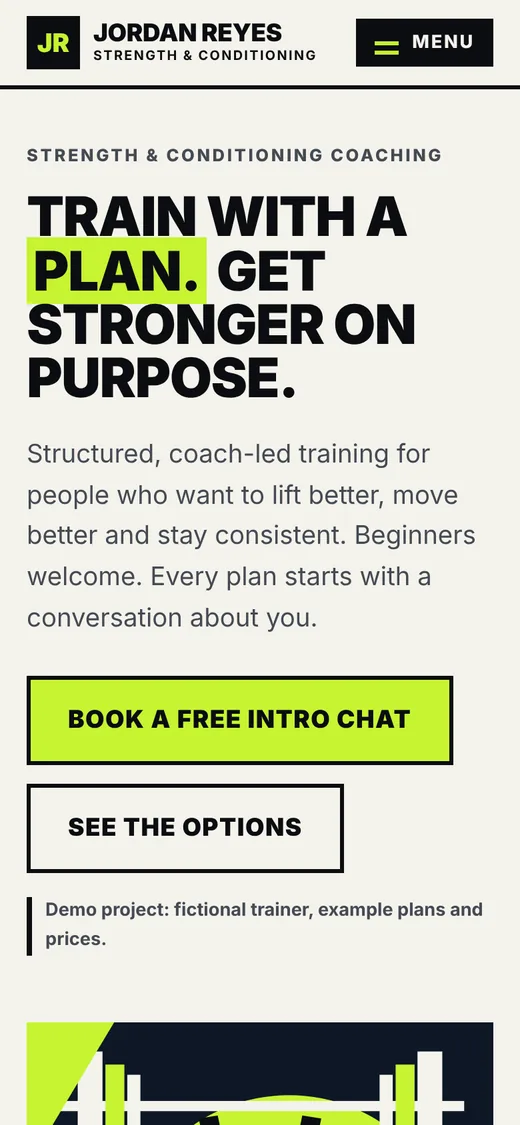 JR
JORDAN REYES
STRENGTH & CONDITIONING
MENU
STRENGTH & CONDITIONING COACHING
TRAIN WITH A
PLAN. GET
STRONGER ON
PURPOSE.
Structured, coach-led training for
people who want to lift better, move
better and stay consistent. Beginners
welcome. Every plan starts with a
conversation about you.
BOOK A FREE INTRO CHAT
SEE THE OPTIONS
Demo project: fictional trainer, example plans and
prices.